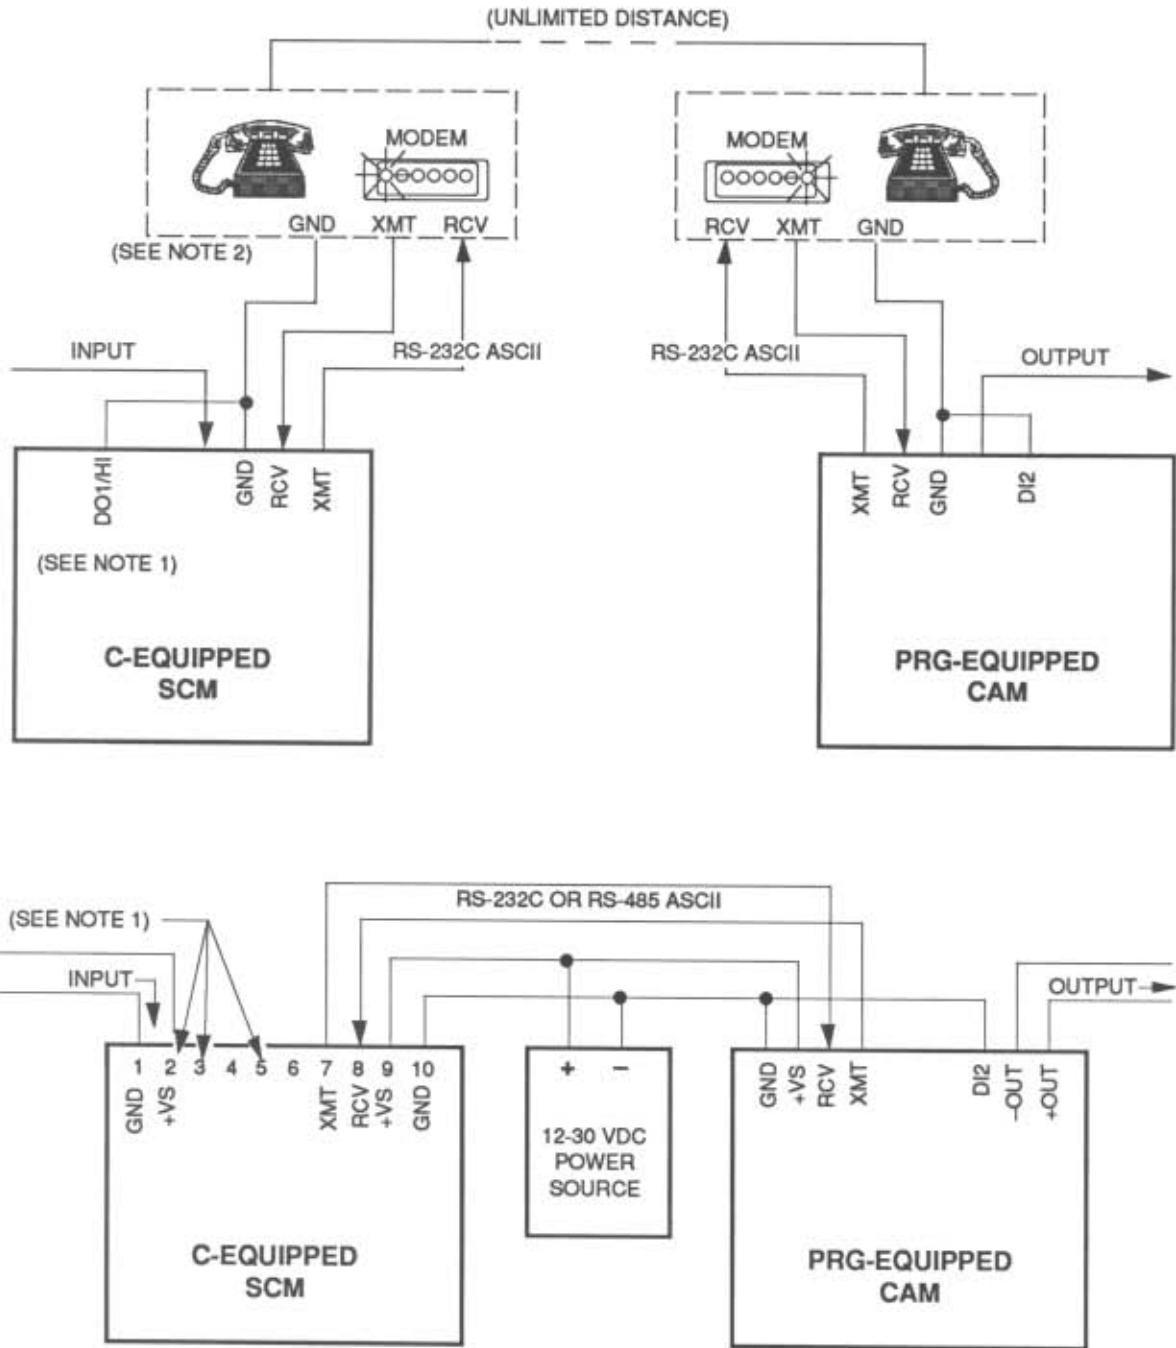 (UNLIMITED DISTANCE)
MODEM
MODEM
GND XMT RCV
RCV XMT GND
(SEE NOTE 2)
INPUT
RS-232C ASCII
RS-232C ASCII
OUTPUT
DO1/HI
GND
RCV
XMT
XMT
RCV
GND
DI2
(SEE NOTE 1)
C-EQUIPPED
SCM
PRG-EQUIPPED
CAM
RS-232C OR RS-485 ASCII
(SEE NOTE 1)
INPUT
OUTPUT
1 2 3 4 5 6 7 8 9 10
GND
+VS
XMT
RCV
+VS
GND
+ −
12-30 VDC
POWER
SOURCE
GND
+VS
RCV
XMT
DI2
–OUT
+OUT
C-EQUIPPED
SCM
PRG-EQUIPPED
CAM